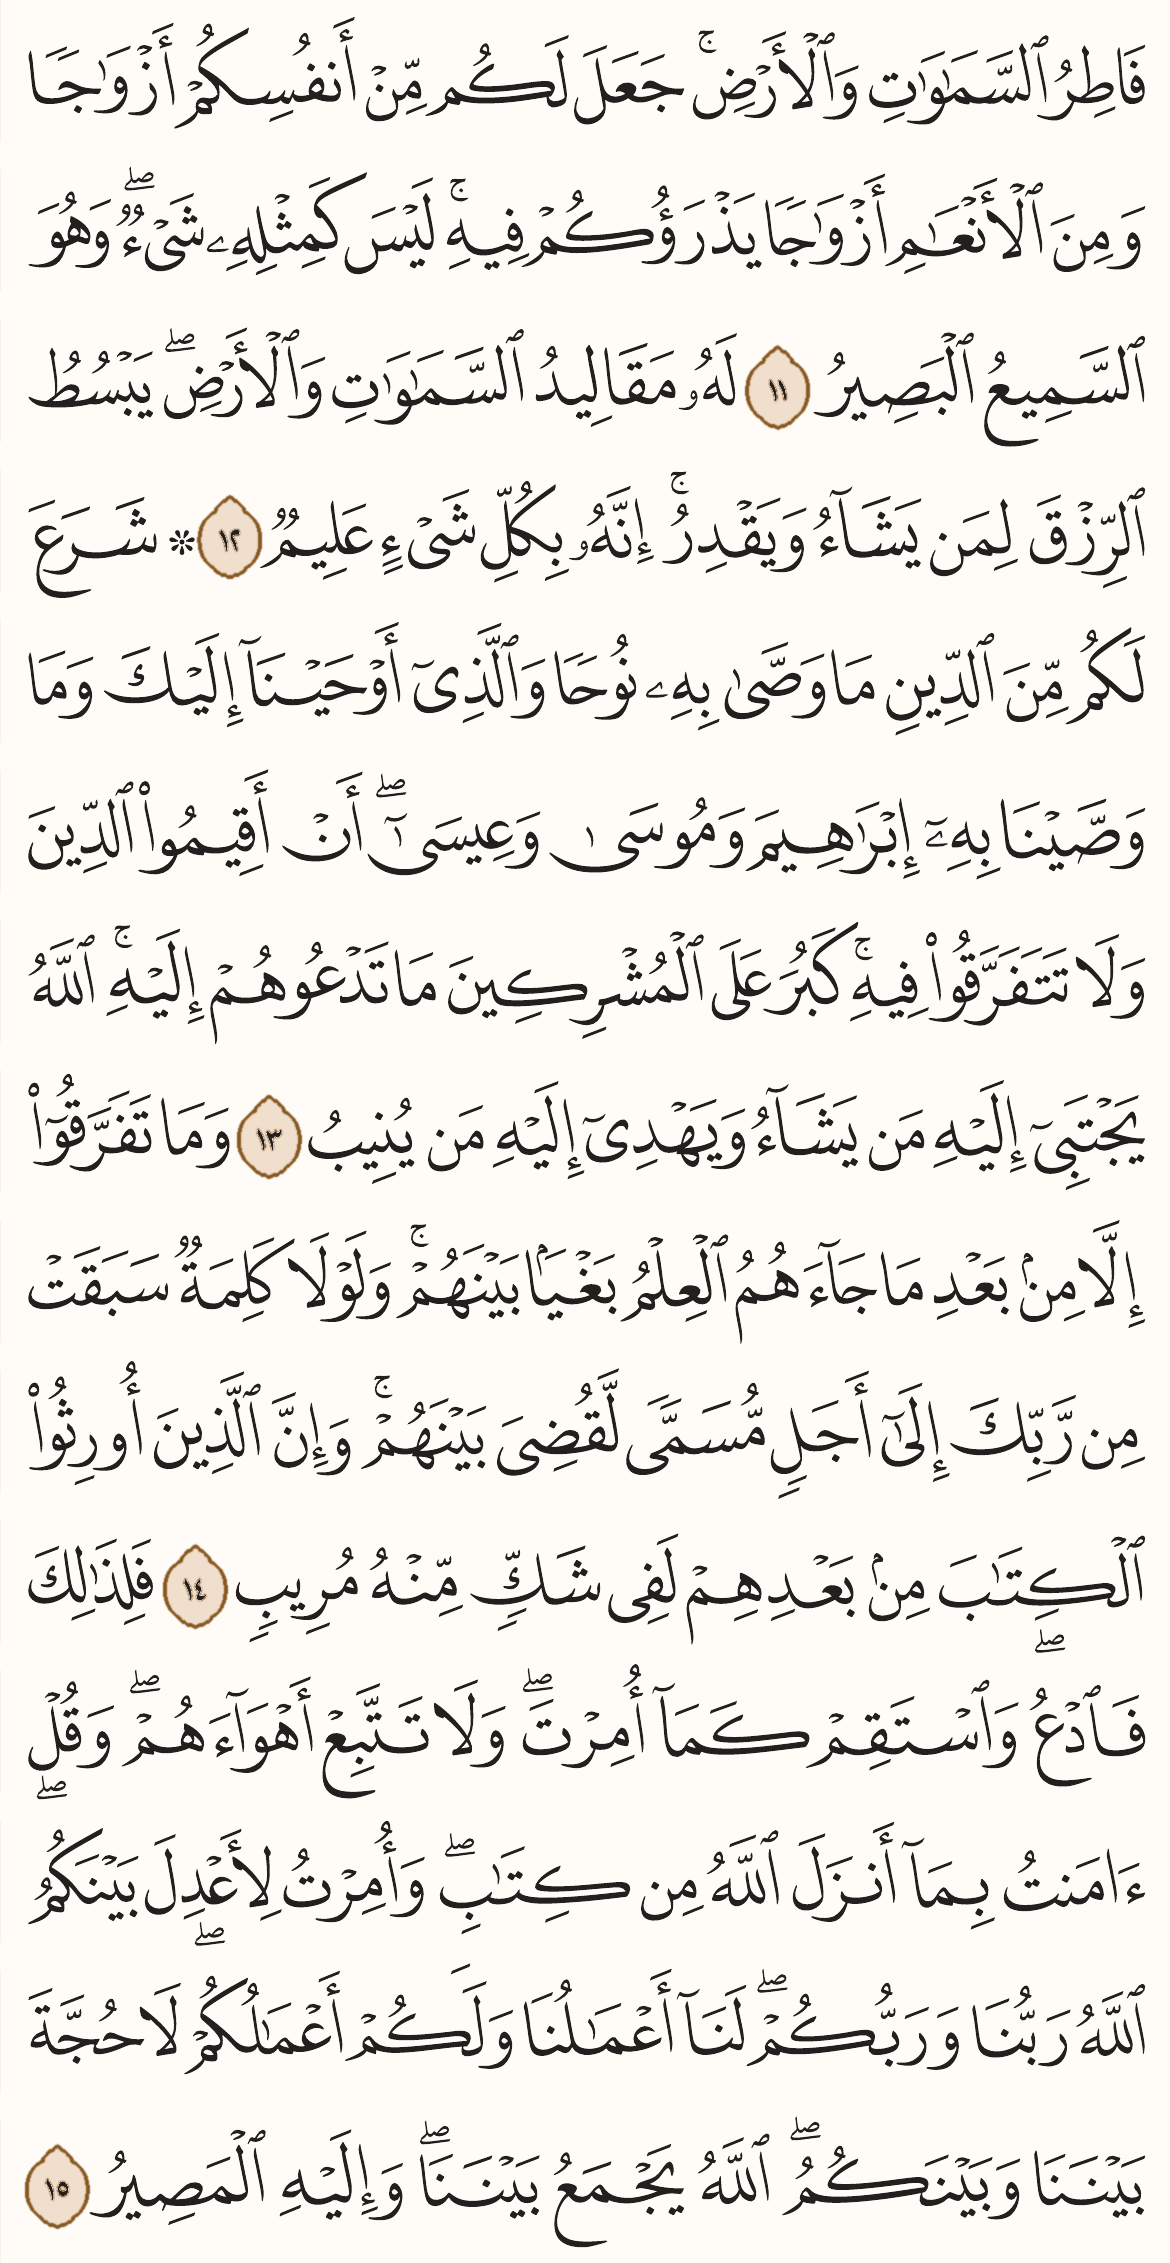 فَاطِرُ ٱلسَّمَٰوَٰتِ وَٱلْأَرْضِ ۚ جَعَلَ لَكُم مِّنْ أَنفُسِكُمْ أَزْوَٰجًا
وَمِنَ ٱلْأَنْعَٰمِ أَزْوَٰجًا يَذْرَؤُكُمْ فِيهِ ۚ لَيْسَ كَمِثْلِهِۦ شَىْءٌ ۖ وَهُوَ
ٱلسَّمِيعُ ٱلْبَصِيرُ ١١ لَهُۥ مَقَالِيدُ ٱلسَّمَٰوَٰتِ وَٱلْأَرْضِ ۖ يَبْسُطُ
ٱلرِّزْقَ لِمَن يَشَآءُ وَيَقْدِرُ ۚ إِنَّهُۥ بِكُلِّ شَىْءٍ عَلِيمٌ ١٢ ۞ شَرَعَ
لَكُم مِّنَ ٱلدِّينِ مَا وَصَّىٰ بِهِۦ نُوحًا وَٱلَّذِىٓ أَوْحَيْنَآ إِلَيْكَ وَمَا
وَصَّيْنَا بِهِۦٓ إِبْرَٰهِيمَ وَمُوسَىٰ وَعِيسَىٰٓ ۖ أَنْ أَقِيمُوا۟ ٱلدِّينَ
وَلَا تَتَفَرَّقُوا۟ فِيهِ ۚ كَبُرَ عَلَى ٱلْمُشْرِكِينَ مَا تَدْعُوهُمْ إِلَيْهِ ۚ ٱللَّهُ
يَجْتَبِىٓ إِلَيْهِ مَن يَشَآءُ وَيَهْدِىٓ إِلَيْهِ مَن يُنِيبُ ١٣ وَمَا تَفَرَّقُوٓا۟
إِلَّا مِنۢ بَعْدِ مَا جَآءَهُمُ ٱلْعِلْمُ بَغْيًۢا بَيْنَهُمْ ۚ وَلَوْلَا كَلِمَةٌ سَبَقَتْ
مِن رَّبِّكَ إِلَىٰٓ أَجَلٍ مُّسَمًّى لَّقُضِىَ بَيْنَهُمْ ۚ وَإِنَّ ٱلَّذِينَ أُورِثُوا۟
ٱلْكِتَٰبَ مِنۢ بَعْدِهِمْ لَفِى شَكٍّ مِّنْهُ مُرِيبٍ ١٤ فَلِذَٰلِكَ
فَٱدْعُ ۖ وَٱسْتَقِمْ كَمَآ أُمِرْتَ ۖ وَلَا تَتَّبِعْ أَهْوَآءَهُمْ ۖ وَقُلْ
ءَامَنتُ بِمَآ أَنزَلَ ٱللَّهُ مِن كِتَٰبٍ ۖ وَأُمِرْتُ لِأَعْدِلَ بَيْنَكُمُ ۖ
ٱللَّهُ رَبُّنَا وَرَبُّكُمْ ۖ لَنَآ أَعْمَٰلُنَا وَلَكُمْ أَعْمَٰلُكُمْ ۖ لَا حُجَّةَ
بَيْنَنَا وَبَيْنَكُمُ ۖ ٱللَّهُ يَجْمَعُ بَيْنَنَا ۖ وَإِلَيْهِ ٱلْمَصِيرُ ١٥